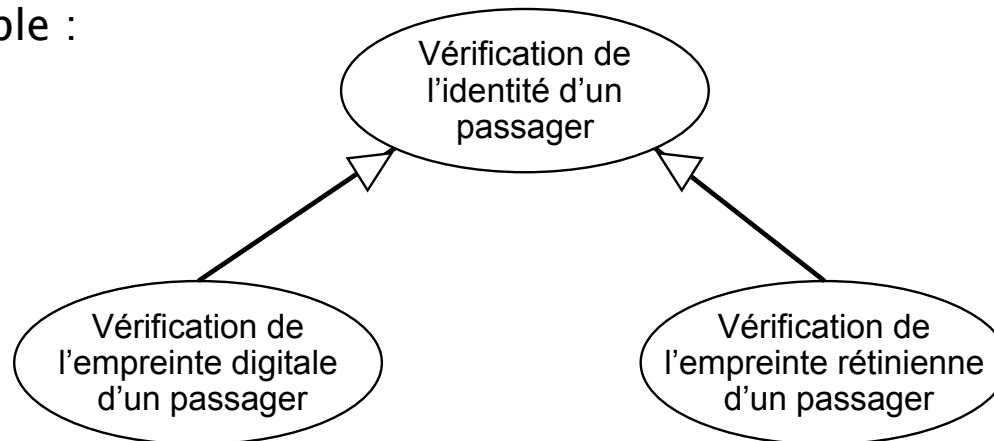 ple :
Vérification de
l’identité d’un
passager
Vérification de
l’empreinte digitale
d’un passager
Vérification de
l’empreinte rétinienne
d’un passager